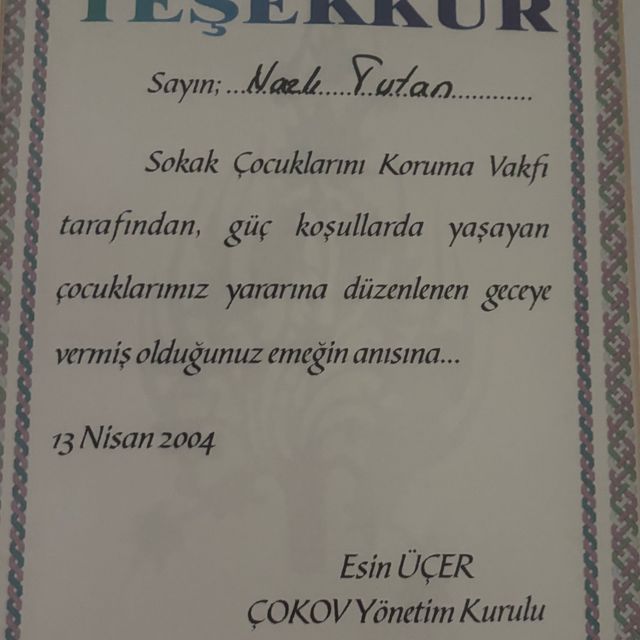 TEŞEKKÜR
Sayın; ... Tutan ...........
Sokak Çocuklarını Koruma Vakfı
tarafından, güç koşullarda yaşayan
çocuklarımız yararına düzenlenen geceye
vermiş olduğunuz emeğin anısına...
13 Nisan 2004
Esin ÜÇER
ÇOKOV Yönetim Kurulu